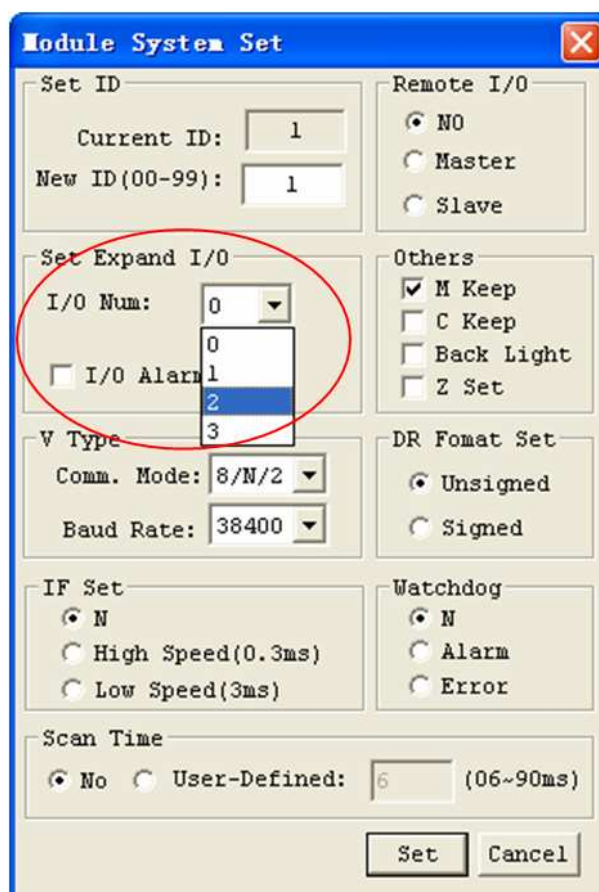 Module System Set
Set ID
Current ID: 1
New ID(00-99): 1
Remote I/O
NO
Master
Slave
Set Expand I/O
I/O Num: 0
0
1
2
3
I/O Alarm
Others
M Keep
C Keep
Back Light
Z Set
V Type
Comm. Mode: 8/N/2
Baud Rate: 38400
DR Fomat Set
Unsigned
Signed
IF Set
N
High Speed(0.3ms)
Low Speed(3ms)
Watchdog
N
Alarm
Error
Scan Time
No
User-Defined: 6 (06~90ms)
Set
Cancel